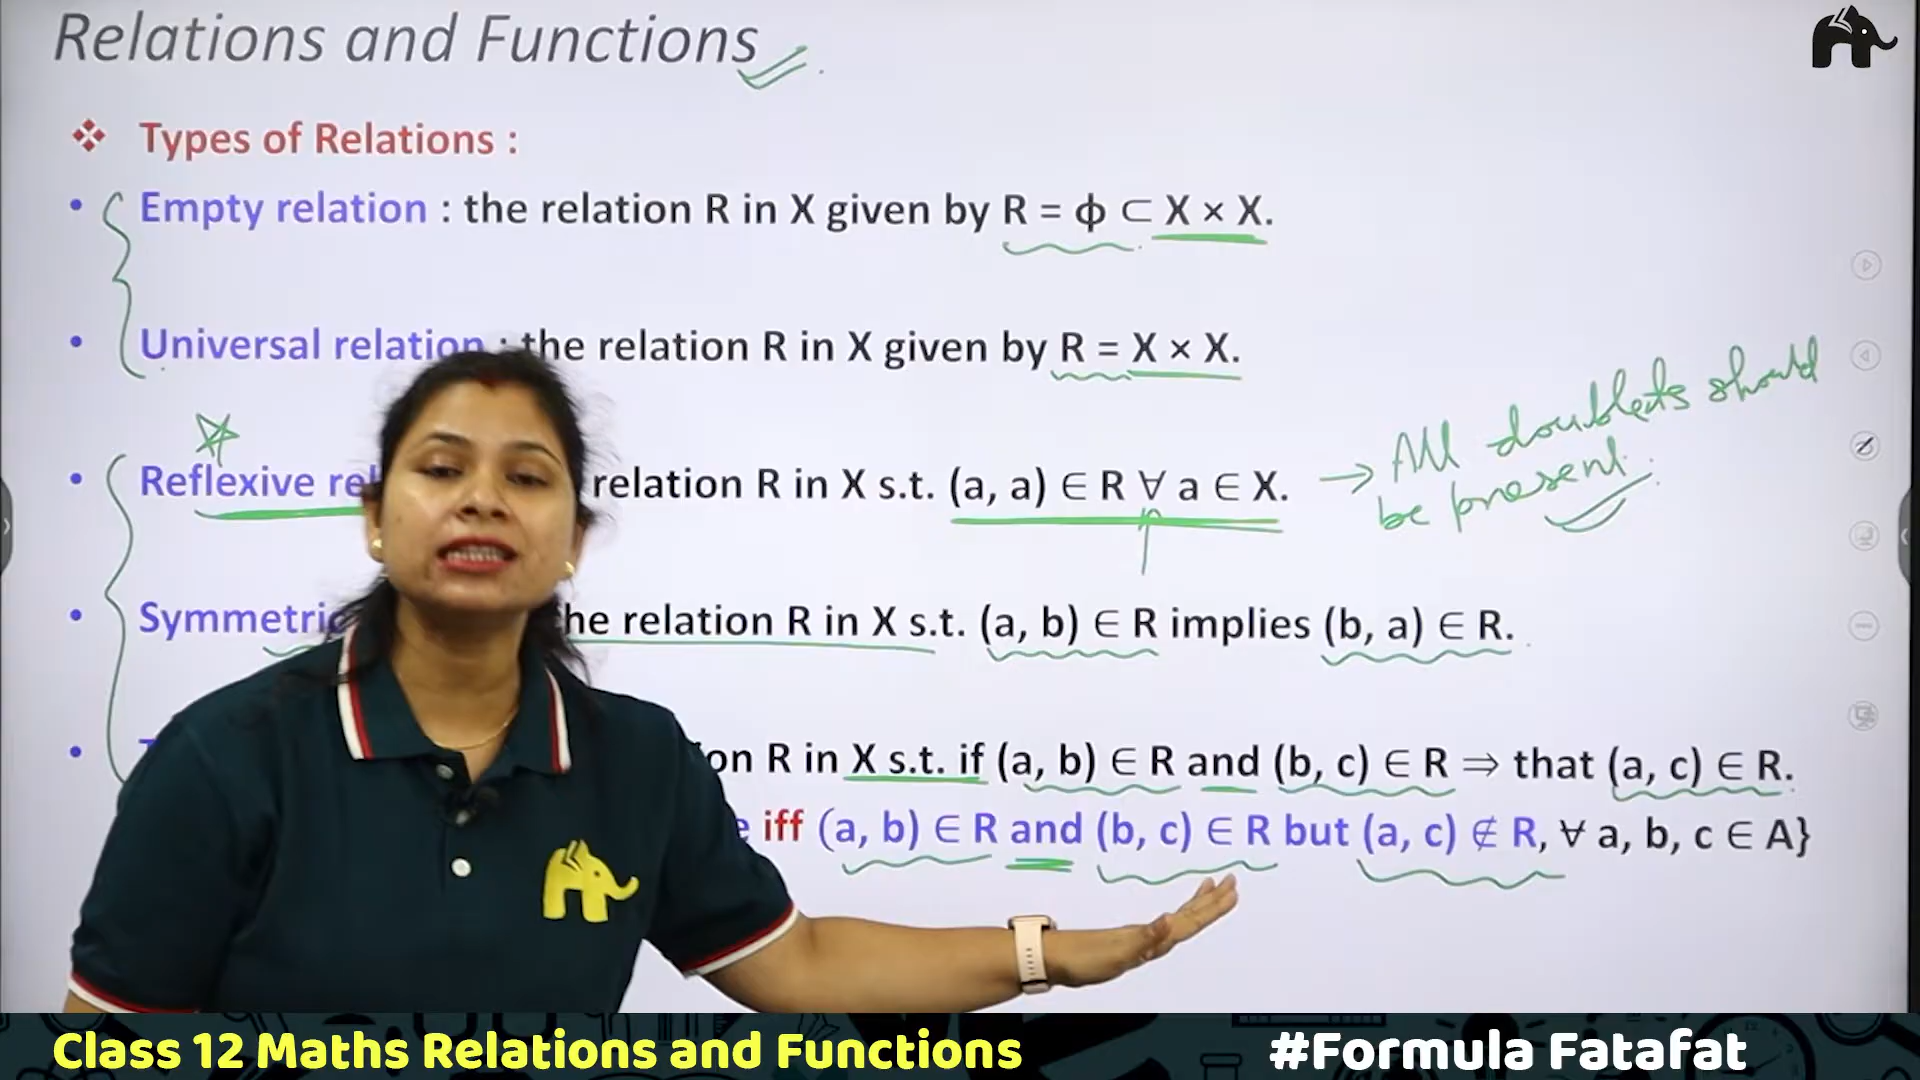 Relations and Functions
Types of Relations :
Empty relation : the relation R in X given by R = ϕ ⊂ X × X.
Universal relation : the relation R in X given by R = X × X.
Reflexive rel relation R in X s.t. (a, a) ∈ R ∀ a ∈ X.
→ All doublets should
be present.
Symmetric he relation R in X s.t. (a, b) ∈ R implies (b, a) ∈ R.
on R in X s.t. if (a, b) ∈ R and (b, c) ∈ R ⇒ that (a, c) ∈ R.
iff (a, b) ∈ R and (b, c) ∈ R but (a, c) ∉ R, ∀ a, b, c ∈ A}
Class 12 Maths Relations and Functions
#Formula Fatafat